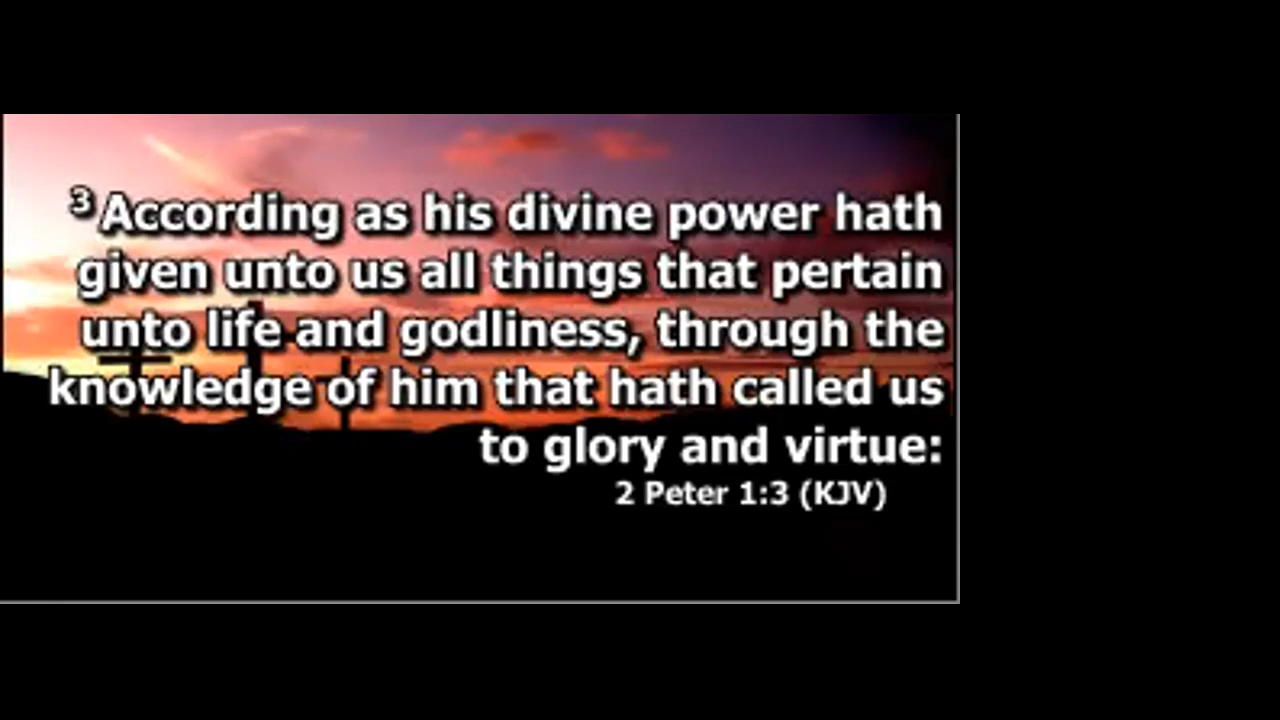 3 According as his divine power hath
given unto us all things that pertain
unto life and godliness, through the
knowledge of him that hath called us
to glory and virtue:
2 Peter 1:3 (KJV)